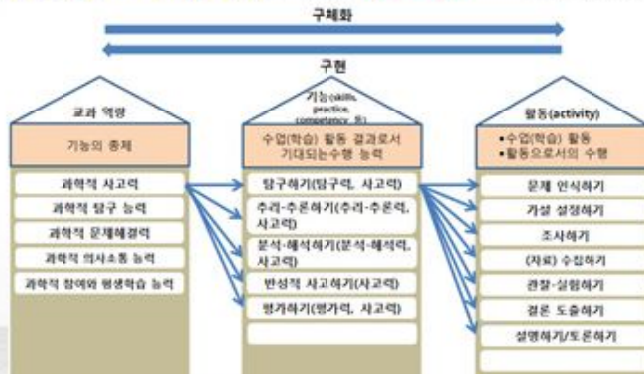 구체화
구현
교과 역량
기능의 총체
과학적 사고력
과학적 탐구 능력
과학적 문제해결력
과학적 의사소통 능력
과학적 참여와 평생학습 능력
기능(skills,
practice,
competency 등)
수업(학습) 활동 결과로서
기대되는수행 능력
탐구하기(탐구력, 사고력)
추리-추론하기(추리-추론력,
사고력)
분석-해석하기(분석-해석력,
사고력)
반성적 사고하기(사고력)
평가하기(평가력, 사고력)
활동(activity)
▪수업(학습) 활동
▪활동으로서의 수행
문제 인식하기
가설 설정하기
조사하기
(자료) 수집하기
관찰-실험하기
결론 도출하기
설명하기/토론하기